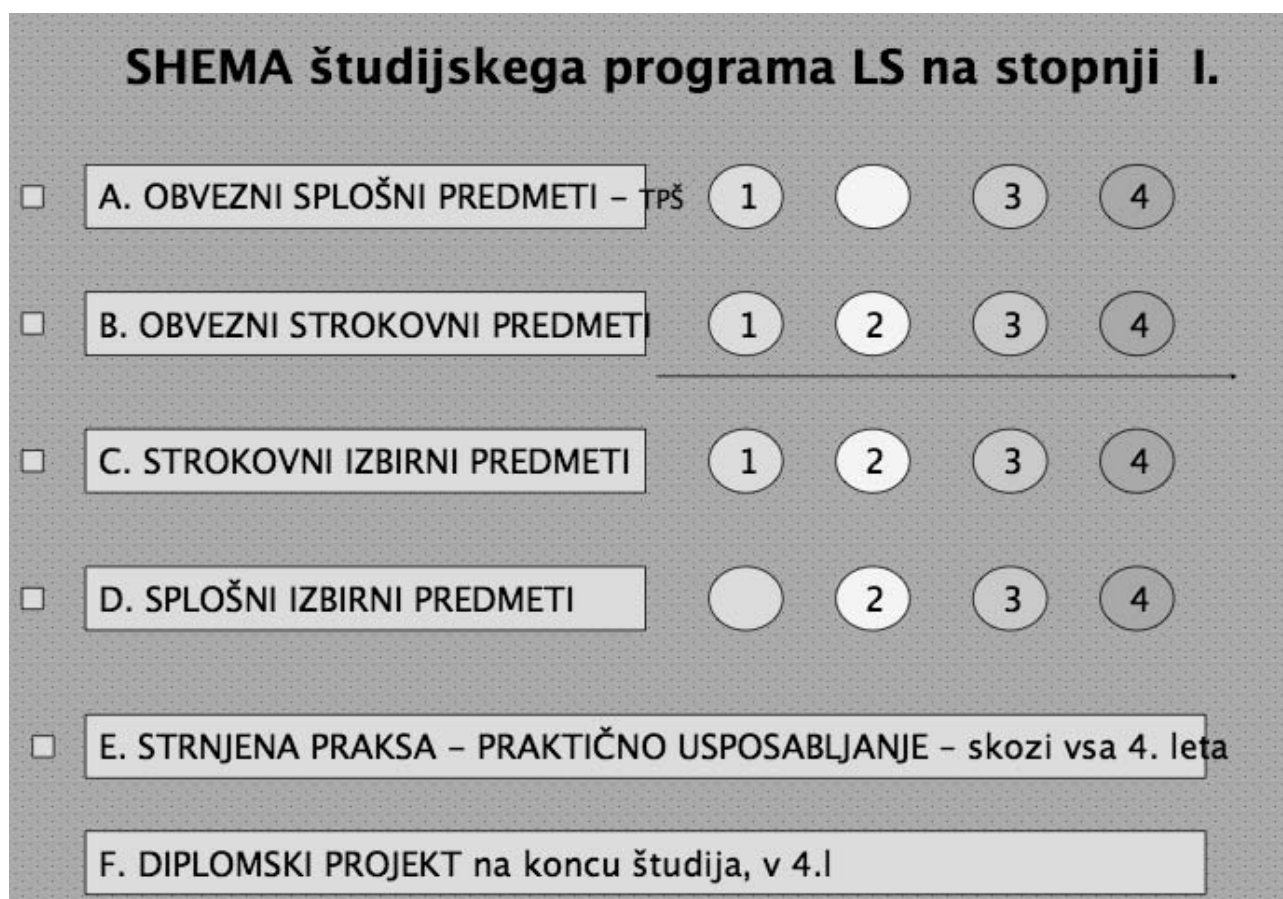 SHEMA študijskega programa LS na stopnji I.
A. OBVEZNI SPLOŠNI PREDMETI – TPŠ 1 3 4
B. OBVEZNI STROKOVNI PREDMETI 1 2 3 4
C. STROKOVNI IZBIRNI PREDMETI 1 2 3 4
D. SPLOŠNI IZBIRNI PREDMETI 2 3 4
E. STRNJENA PRAKSA – PRAKTIČNO USPOSABLJANJE – skozi vsa 4. leta
F. DIPLOMSKI PROJEKT na koncu študija, v 4.l